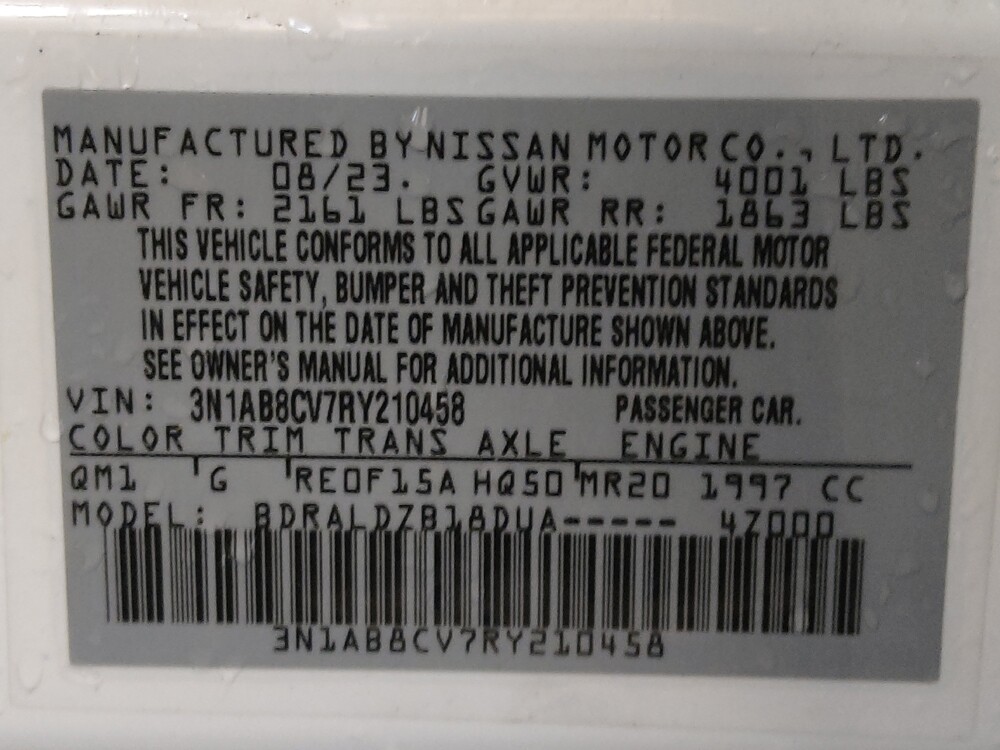 MANUFACTURED BY NISSAN MOTOR CO., LTD.
DATE: 08/23. GVWR: 4001 LBS
GAWR FR: 2161 LBS GAWR RR: 1863 LBS
THIS VEHICLE CONFORMS TO ALL APPLICABLE FEDERAL MOTOR
VEHICLE SAFETY, BUMPER AND THEFT PREVENTION STANDARDS
IN EFFECT ON THE DATE OF MANUFACTURE SHOWN ABOVE.
SEE OWNER'S MANUAL FOR ADDITIONAL INFORMATION.
VIN: 3N1AB8CV7RY210458 PASSENGER CAR.
COLOR TRIM TRANS AXLE ENGINE
QM1 G RE0F15A HQ50 MR20 1997 CC
MODEL: BDRALDZB18DUA----- 4Z000
3N1AB8CV7RY210458